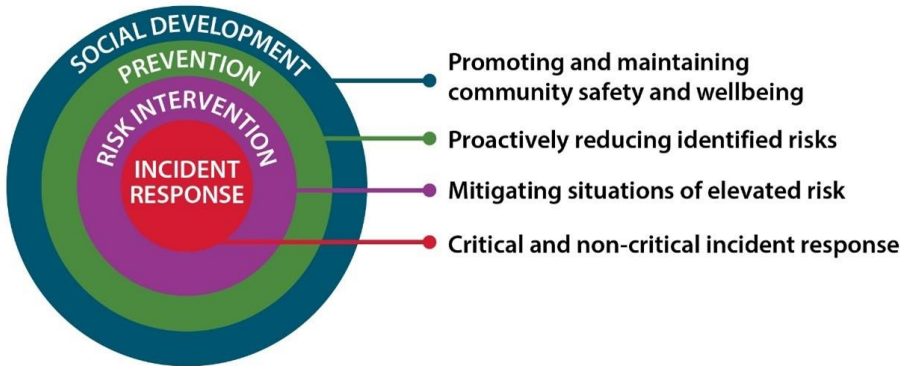 SOCIAL DEVELOPMENT
PREVENTION
RISK INTERVENTION
INCIDENT
RESPONSE
Promoting and maintaining
community safety and wellbeing
Proactively reducing identified risks
Mitigating situations of elevated risk
Critical and non-critical incident response